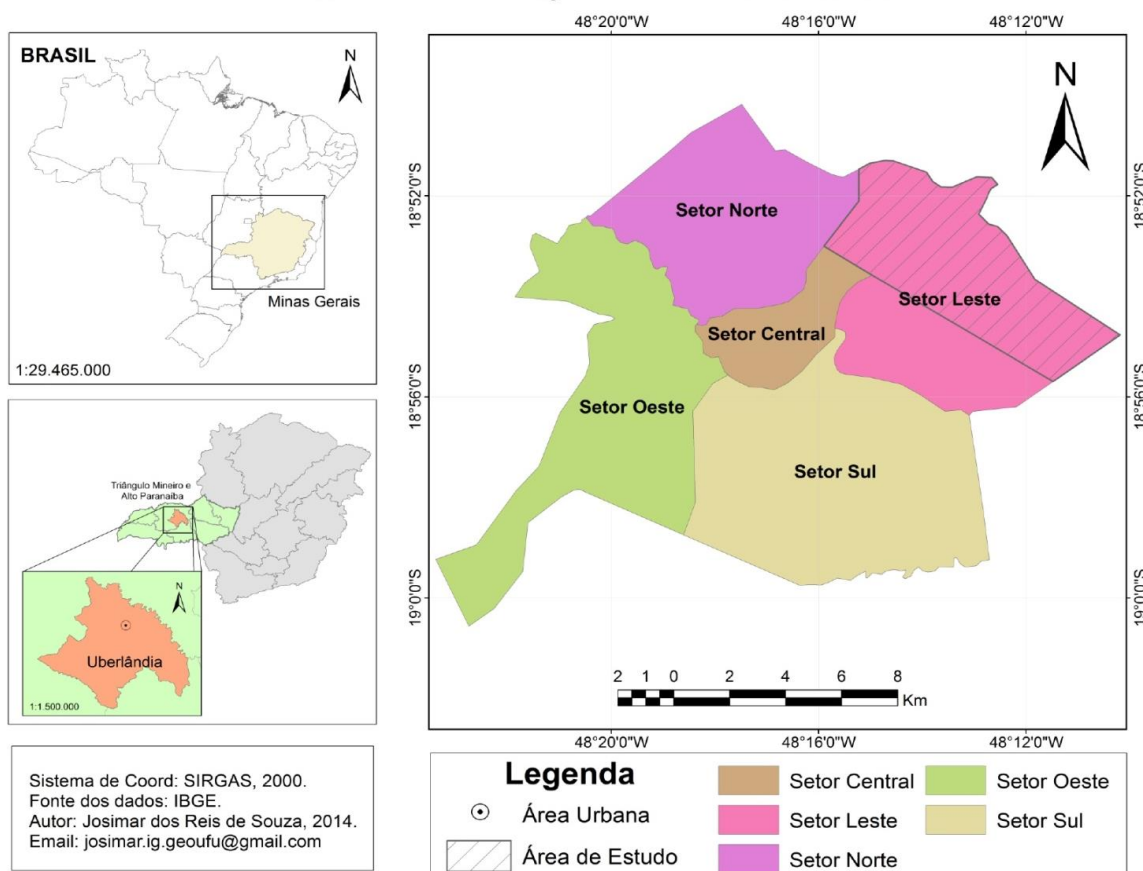 BRASIL
N
Minas Gerais
1:29.465.000
Triângulo Mineiro e
Alto Paranaíba
N
Uberlândia
1:1.500.000
Sistema de Coord: SIRGAS, 2000.
Fonte dos dados: IBGE.
Autor: Josimar dos Reis de Souza, 2014.
Email: josimar.ig.geoufu@gmail.com
48°20'0"W 48°16'0"W 48°12'0"W
N
18°52'0"S 18°52'0"S
Setor Norte
Setor Leste
Setor Central
18°56'0"S 18°56'0"S
Setor Oeste
Setor Sul
19°0'0"S 19°0'0"S
2 1 0 2 4 6 8
Km
48°20'0"W 48°16'0"W 48°12'0"W
Legenda
Área Urbana
Área de Estudo
Setor Central
Setor Leste
Setor Norte
Setor Oeste
Setor Sul